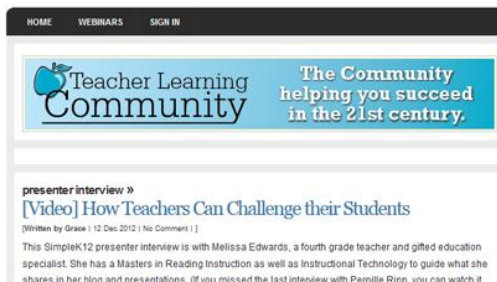 HOME WEBINARS SIGN IN
Teacher Learning
Community
The Community
helping you succeed
in the 21st century.
presenter interview »
[Video] How Teachers Can Challenge their Students
[Written by Grace | 12 Dec 2012 | No Comment | ]
This SimpleK12 presenter interview is with Melissa Edwards, a fourth grade teacher and gifted education
specialist. She has a Masters in Reading Instruction as well as Instructional Technology to guide what she
shares in her blog and presentations. (If you missed the last interview with Pernille Ripp, you can watch it